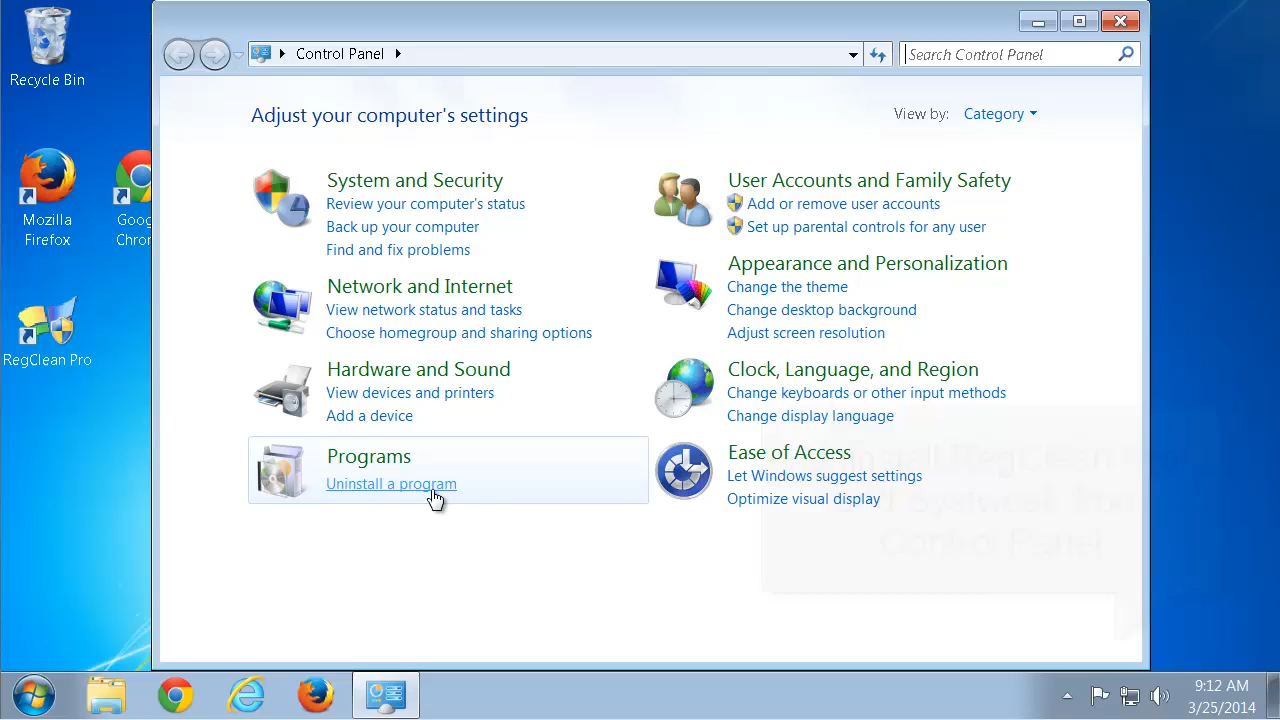 Recycle Bin
Mozilla
Firefox
Goog
Chron
RegClean Pro
Control Panel
Search Control Panel
Adjust your computer's settings
View by: Category
System and Security
Review your computer's status
Back up your computer
Find and fix problems
Network and Internet
View network status and tasks
Choose homegroup and sharing options
Hardware and Sound
View devices and printers
Add a device
Programs
Uninstall a program
User Accounts and Family Safety
Add or remove user accounts
Set up parental controls for any user
Appearance and Personalization
Change the theme
Change desktop background
Adjust screen resolution
Clock, Language, and Region
Change keyboards or other input methods
Change display language
Ease of Access
Let Windows suggest settings
Optimize visual display
RegClean
Control Panel
9:12 AM
3/25/2014